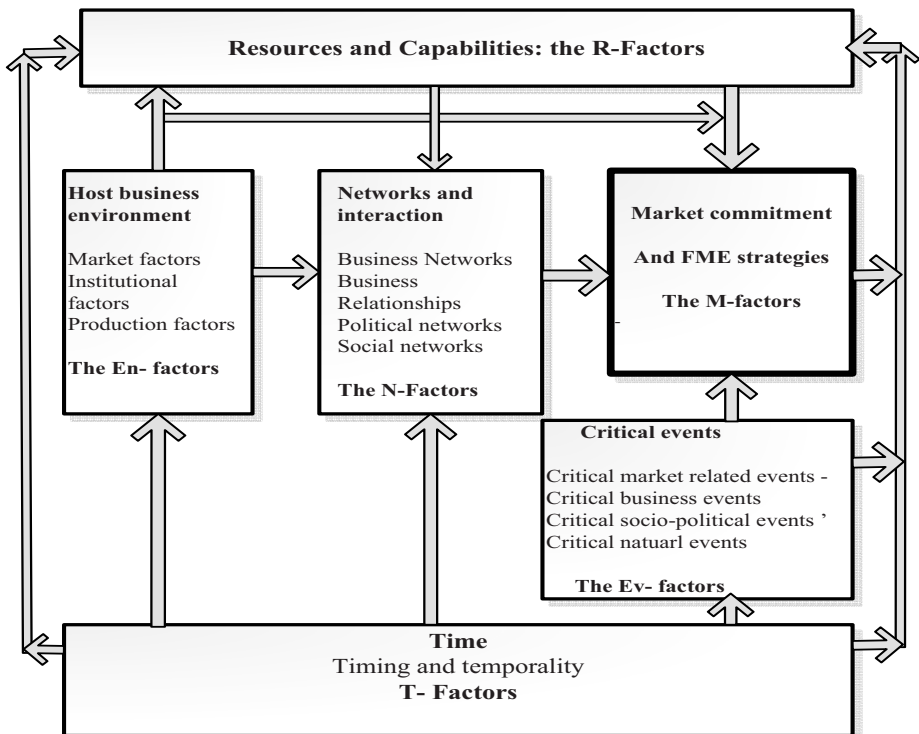 Resources and Capabilities: the R-Factors
Host business
environment
Market factors
Institutional
factors
Production factors
The En- factors
Networks and
interaction
Business Networks
Business
Relationships
Political networks
Social networks
The N-Factors
Market commitment
And FME strategies
The M-factors
-
Critical events
Critical market related events -
Critical business events
Critical socio-political events ’
Critical natuarl events
The Ev- factors
Time
Timing and temporality
T- Factors